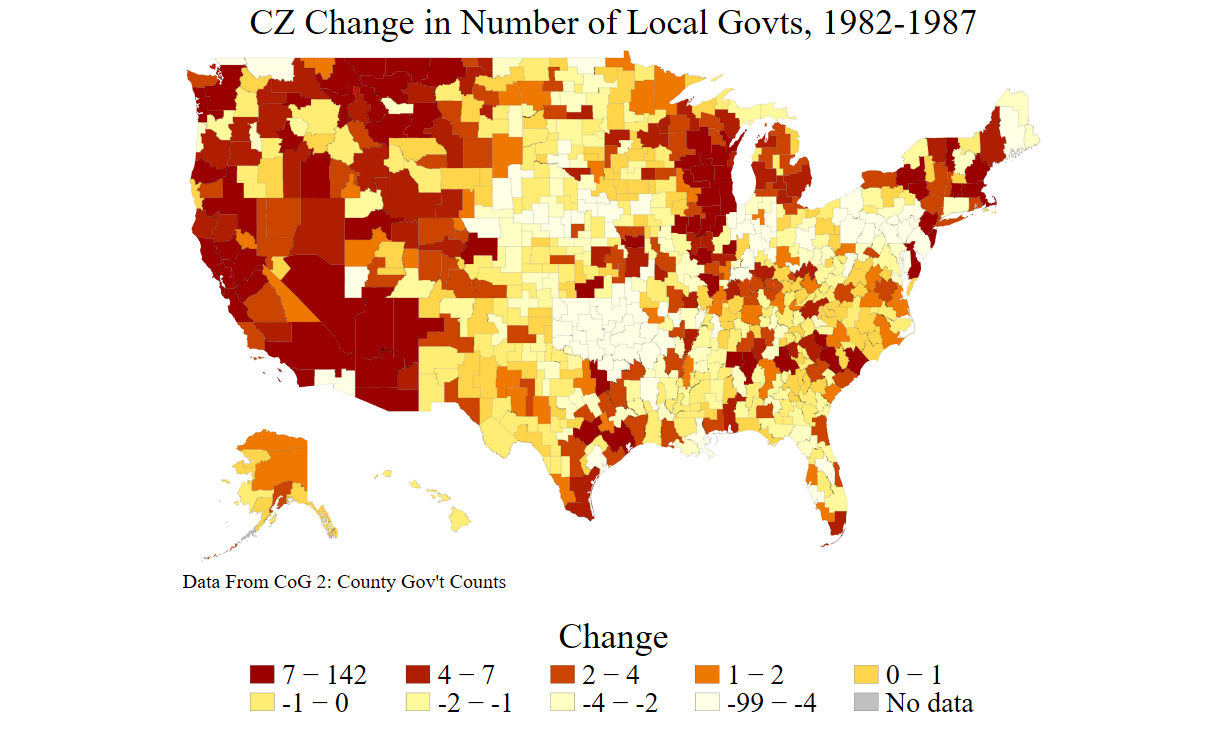 CZ Change in Number of Local Govts, 1982-1987
Data From CoG 2: County Gov't Counts
Change
7 − 142 4 − 7 2 − 4 1 − 2 0 − 1
-1 − 0 -2 − -1 -4 − -2 -99 − -4 No data